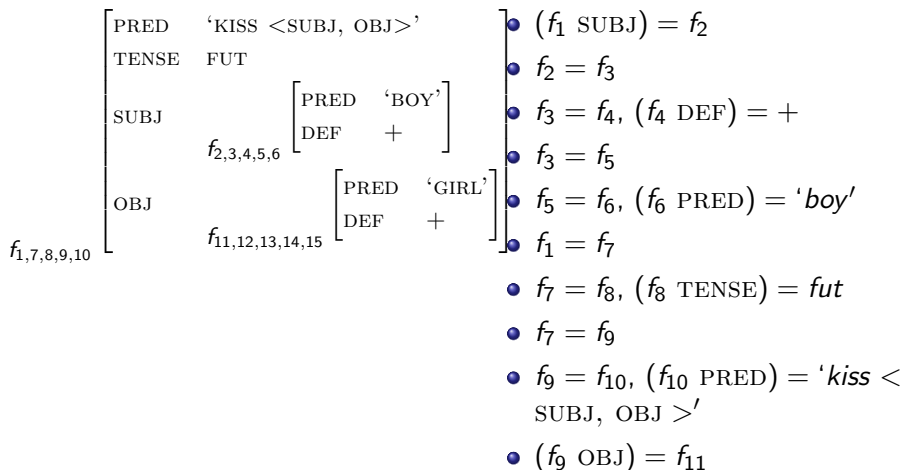 PRED ‘KISS <SUBJ, OBJ>’
TENSE FUT
SUBJ f2,3,4,5,6 [PRED ‘BOY’
DEF +]
OBJ f11,12,13,14,15 [PRED ‘GIRL’
DEF +]
f1,7,8,9,10
• (f1 SUBJ) = f2
• f2 = f3
• f3 = f4, (f4 DEF) = +
• f3 = f5
• f5 = f6, (f6 PRED) = ‘boy′
• f1 = f7
• f7 = f8, (f8 TENSE) = fut
• f7 = f9
• f9 = f10, (f10 PRED) = ‘kiss <
SUBJ, OBJ >′
• (f9 OBJ) = f11